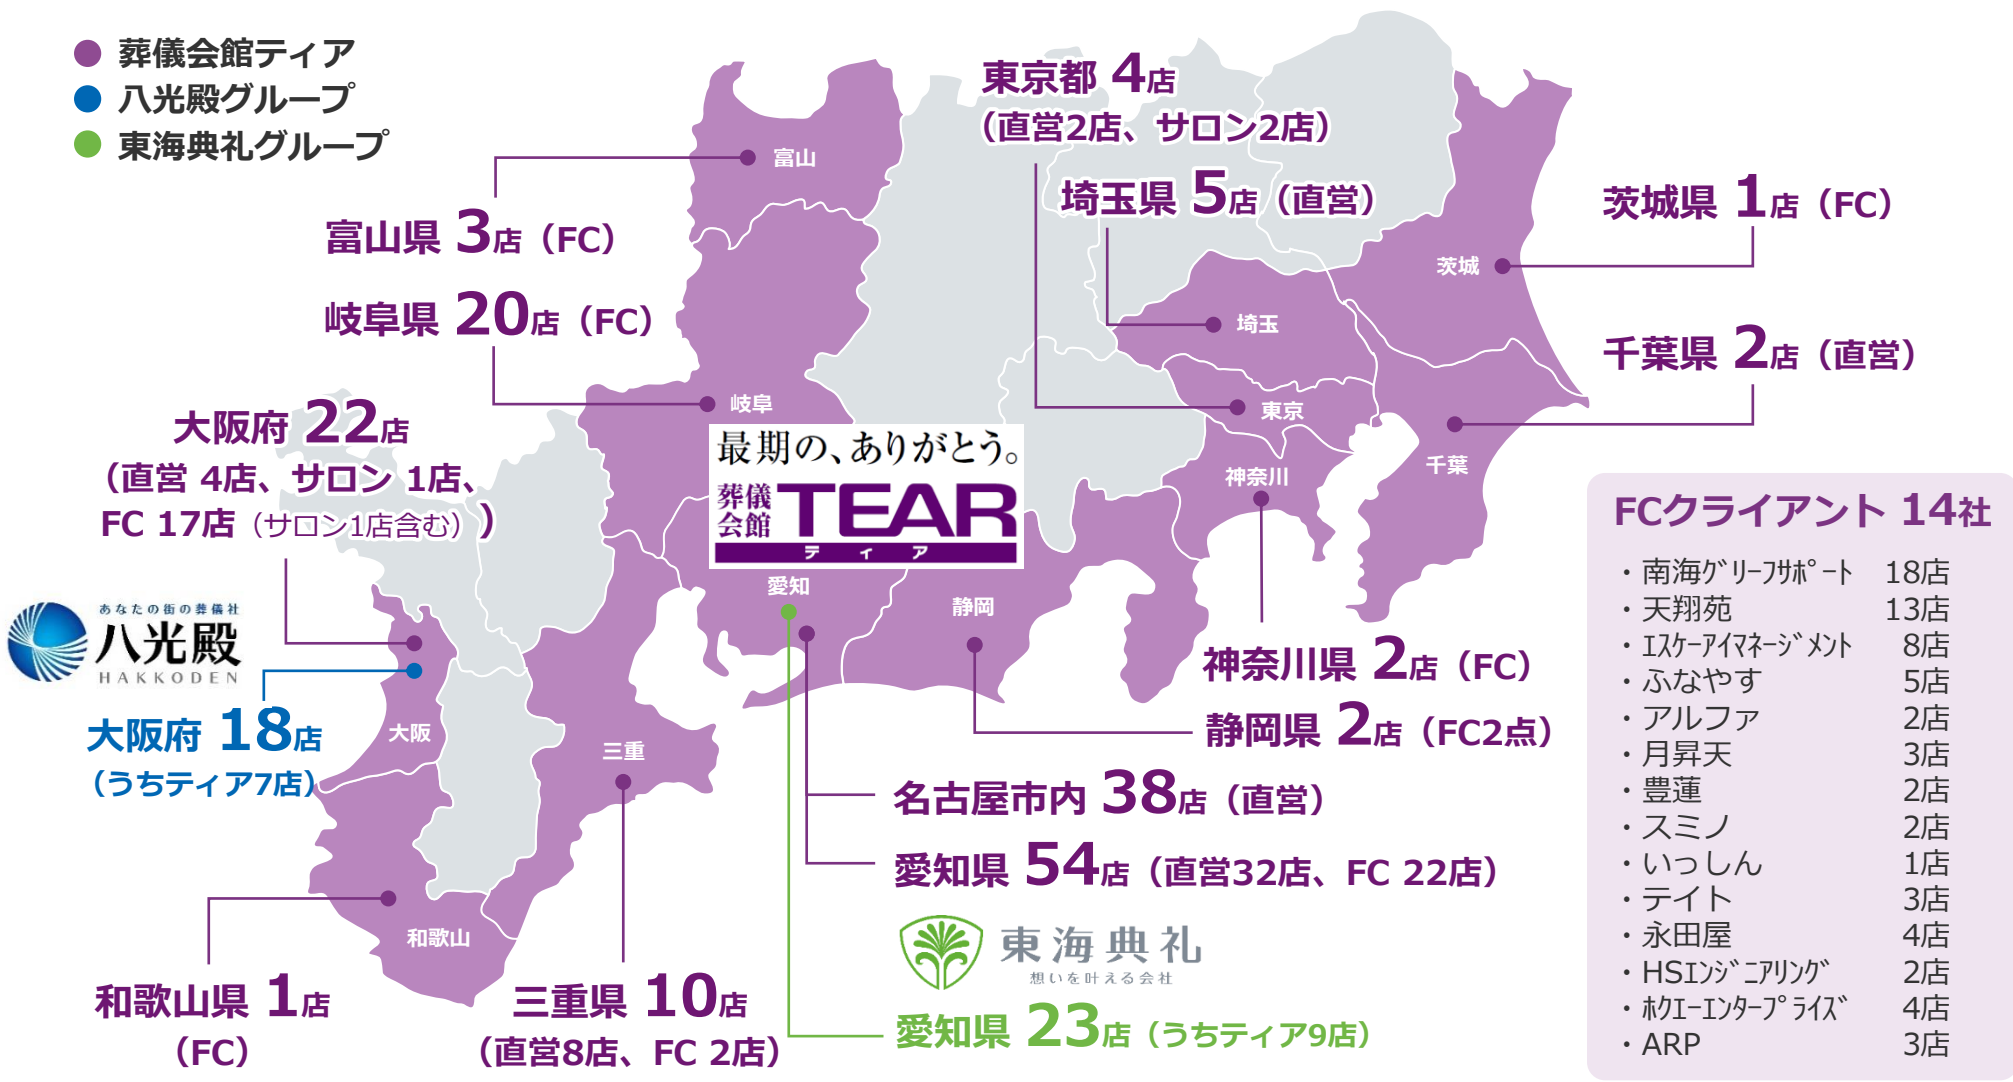 葬儀会館ティア
八光殿グループ
東海典礼グループ
東京都 4店
（直営2店、サロン2店）
埼玉県 5店（直営）
茨城県 1店（FC）
富山県 3店（FC）
岐阜県 20店（FC）
千葉県 2店（直営）
大阪府 22店
（直営 4店、サロン 1店、
FC 17店（サロン1店含む））
富山
茨城
埼玉
岐阜
東京
千葉
神奈川
愛知
静岡
大阪
三重
和歌山
最期の、ありがとう。
葬儀会館 TEAR
ティア
あなたの街の葬儀社
八光殿
HAKKODEN
大阪府 18店
（うちティア7店）
神奈川県 2店（FC）
静岡県 2店（FC2点）
名古屋市内 38店（直営）
愛知県 54店（直営32店、FC 22店）
東海典礼
想いを叶える会社
愛知県 23店（うちティア9店）
和歌山県 1店
（FC）
三重県 10店
（直営8店、FC 2店）
FCクライアント 14社
・南海ｸﾞﾘｰﾌｻﾎﾟｰﾄ 18店
・天翔苑 13店
・ｴｽｹｰｱｲﾏﾈｰｼﾞﾒﾝﾄ 8店
・ふなやす 5店
・アルファ 2店
・月昇天 3店
・豊蓮 2店
・スミノ 2店
・いっしん 1店
・テイト 3店
・永田屋 4店
・HSｴﾝｼﾞﾆｱﾘﾝｸﾞ 2店
・ﾎｸｴｰｴﾝﾀｰﾌﾟﾗｲｽﾞ 4店
・ARP 3店